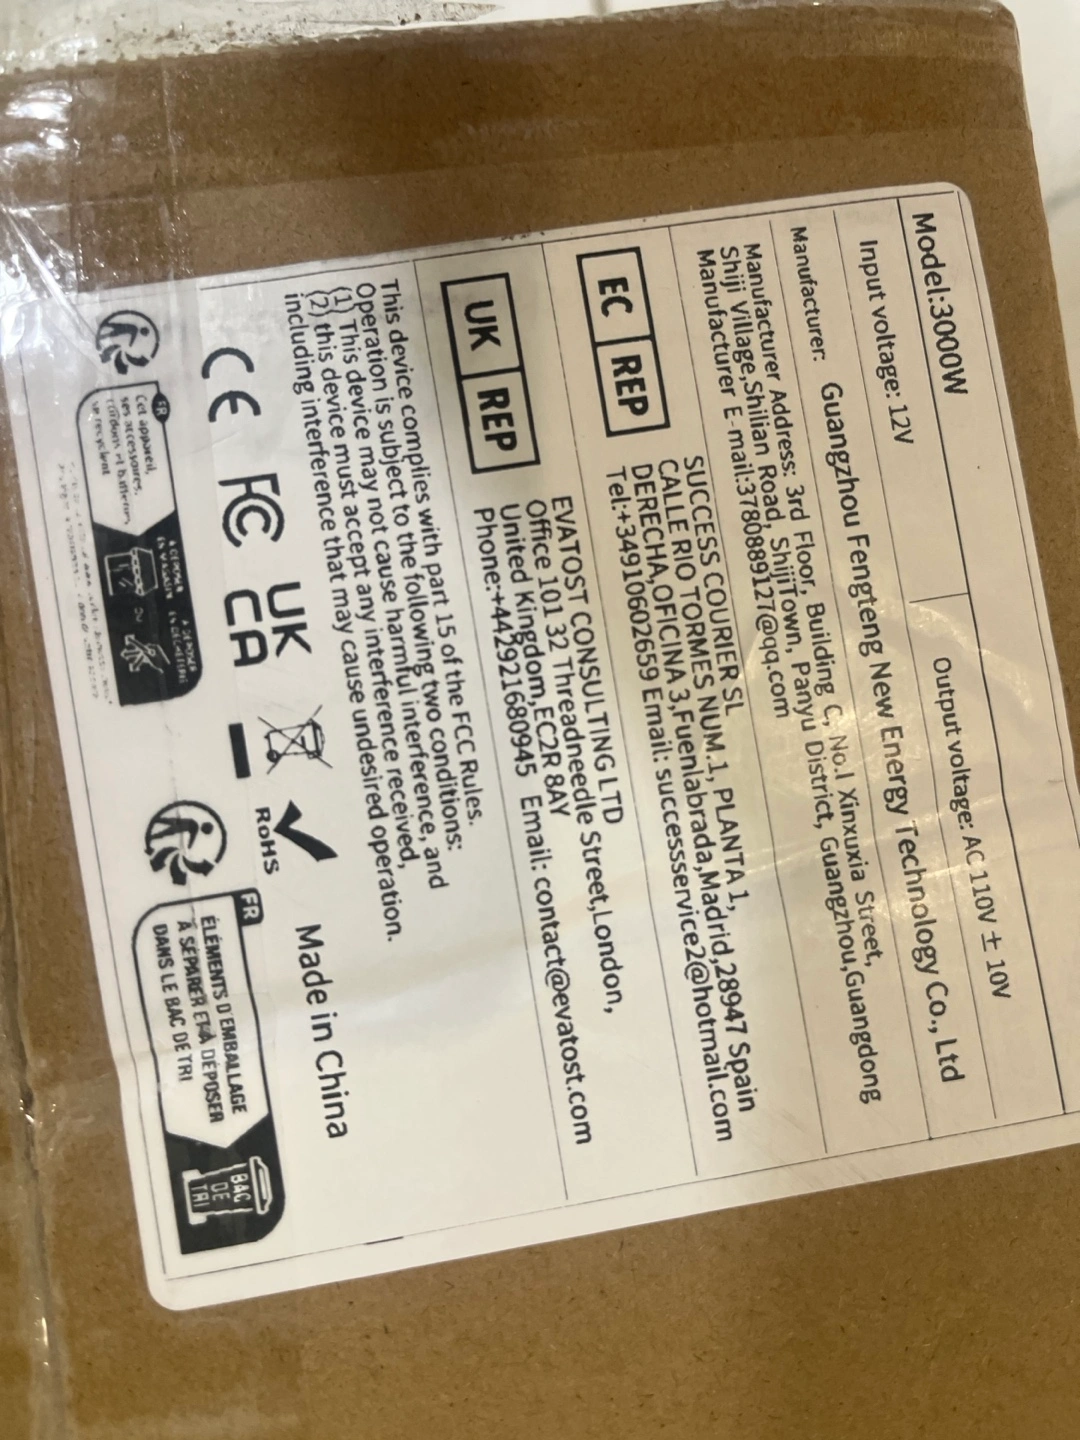 Model:3000W
Input voltage: 12V
Output voltage: AC 110V ± 10V
Manufacturer: Guangzhou Fengteng New Energy Technology Co., Ltd
Manufacturer Address: 3rd Floor, Building C, No.I Xinxuxia Street,
Shiji Village,Shilian Road, ShijiTown, Panyu District, Guangzhou,Guangdong
Manufacturer E-mail:3780889127@qq.com
EC REP
SUCCESS COURIER SL
CALLE RIO TORMES NUM.1, PLANTA 1,
DERECHA,OFICINA 3,Fuenlabrada,Madrid,28947 Spain
Tel:+34910602659 Email: successservice2@hotmail.com
UK REP
EVATOST CONSULTING LTD
Office 101 32 Threadneedle Street,London,
United Kingdom,EC2R 8AY
Phone:+442921680945 Email: contact@evatost.com
This device complies with part 15 of the FCC Rules.
Operation is subject to the following two conditions:
(1) This device may not cause harmful interference, and
(2) this device must accept any interference received,
including interference that may cause undesired operation.
CE
FC
UK
CA
RoHS
Made in China
FR
Cet appareil,
ses accessoires,
cordons et batteries
se recyclent
FR
ÉLÉMENTS D'EMBALLAGE
À SÉPARER ET À DÉPOSER
DANS LE BAC DE TRI
BAC
DE
TRI